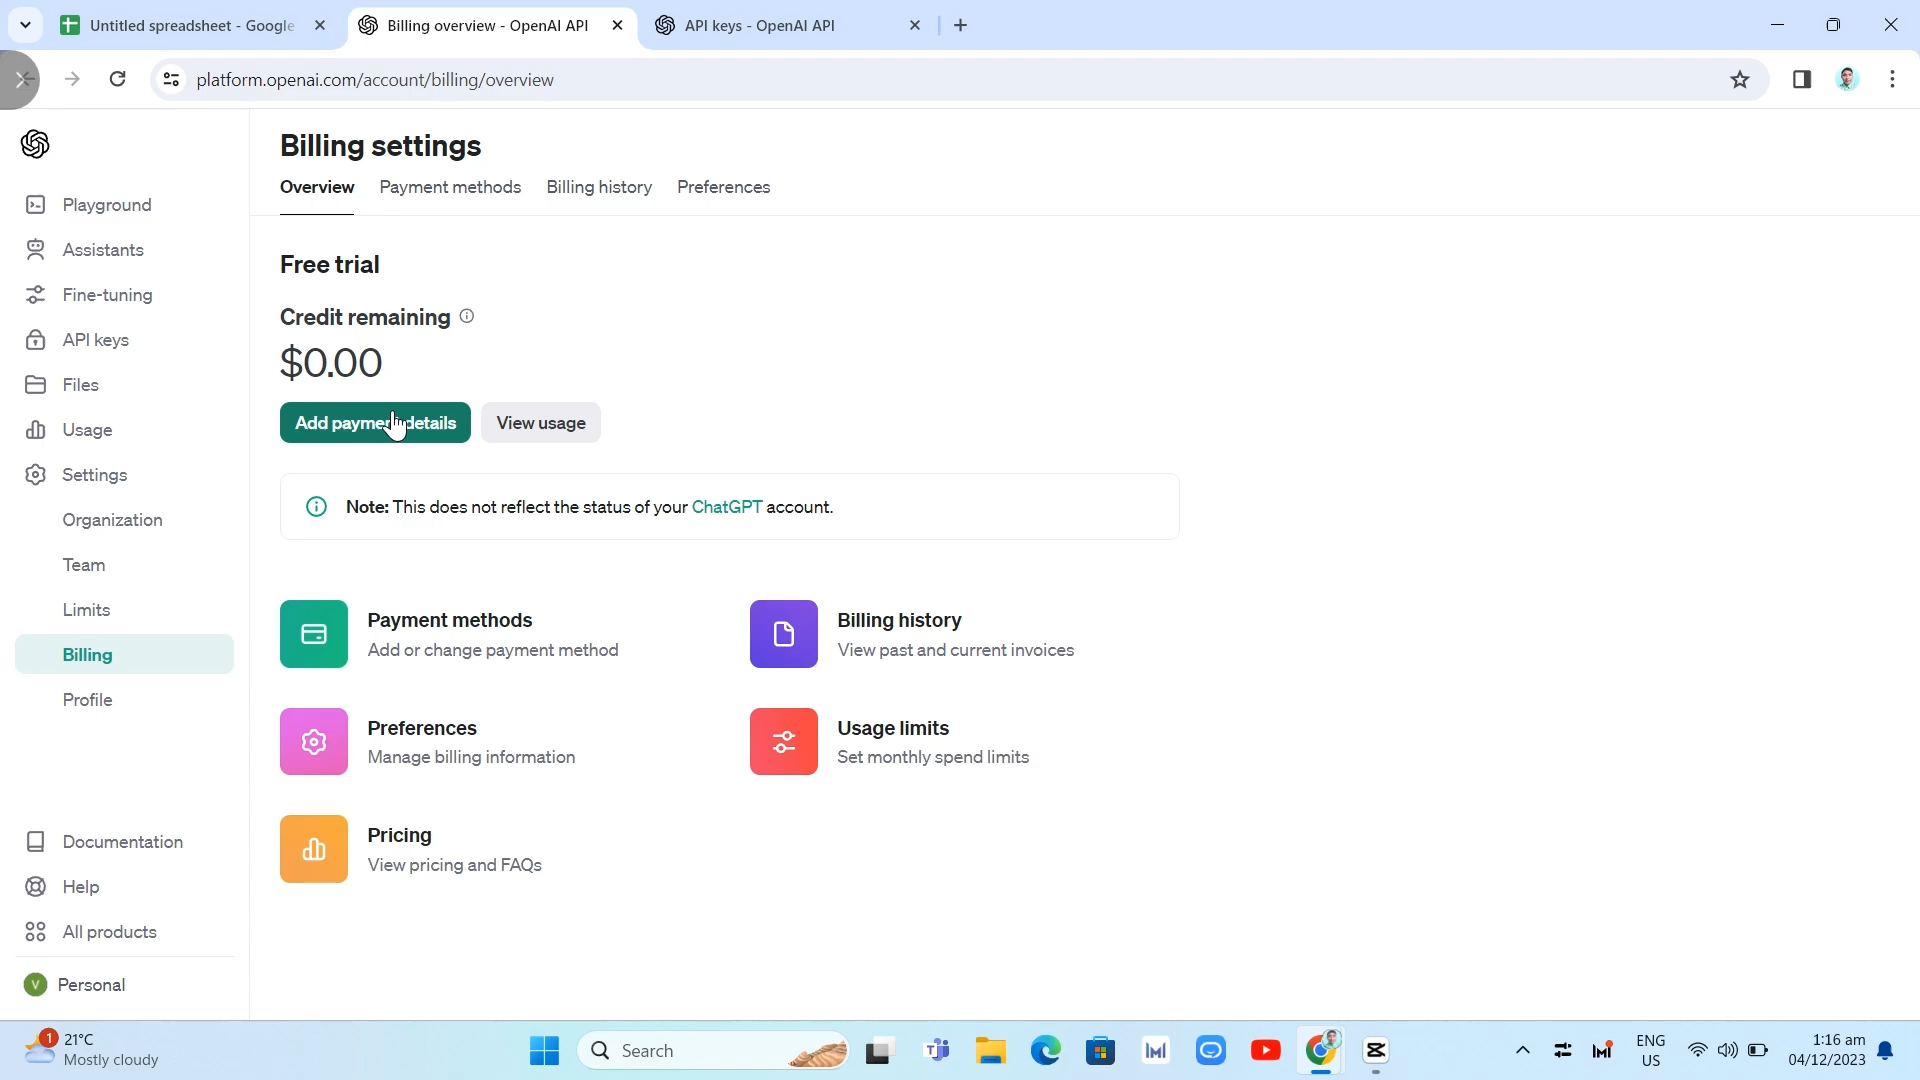 Untitled spreadsheet - Google
Billing overview - OpenAI API
API keys - OpenAI API
platform.openai.com/account/billing/overview
Billing settings
Overview
Payment methods
Billing history
Preferences
Playground
Assistants
Fine-tuning
API keys
Files
Usage
Settings
Organization
Team
Limits
Billing
Profile
Documentation
Help
All products
V
Personal
Free trial
Credit remaining
$0.00
Add payment details
View usage
Note: This does not reflect the status of your ChatGPT account.
Payment methods
Add or change payment method
Billing history
View past and current invoices
Preferences
Manage billing information
Usage limits
Set monthly spend limits
Pricing
View pricing and FAQs
1
21°C
Mostly cloudy
Search
ENG
US
1:16 am
04/12/2023